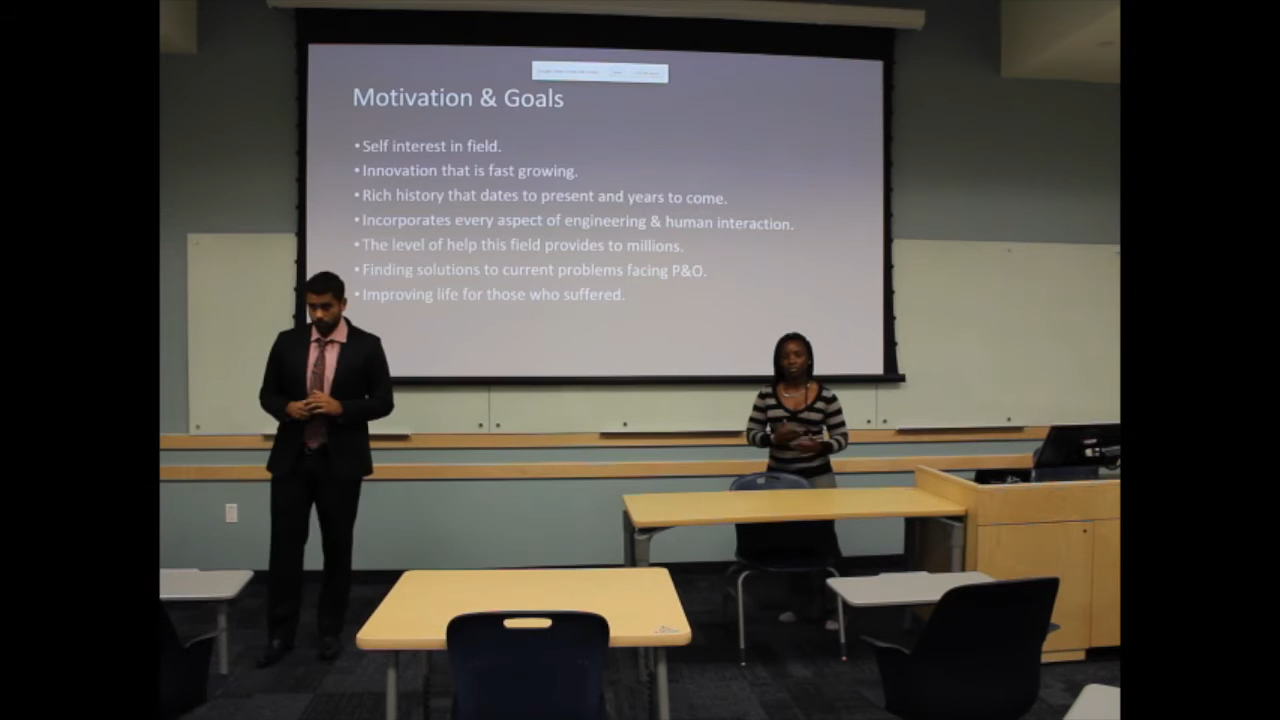 Motivation & Goals
• Self interest in field.
• Innovation that is fast growing.
• Rich history that dates to present and years to come.
• Incorporates every aspect of engineering & human interaction.
• The level of help this field provides to millions.
• Finding solutions to current problems facing P&O.
• Improving life for those who suffered.